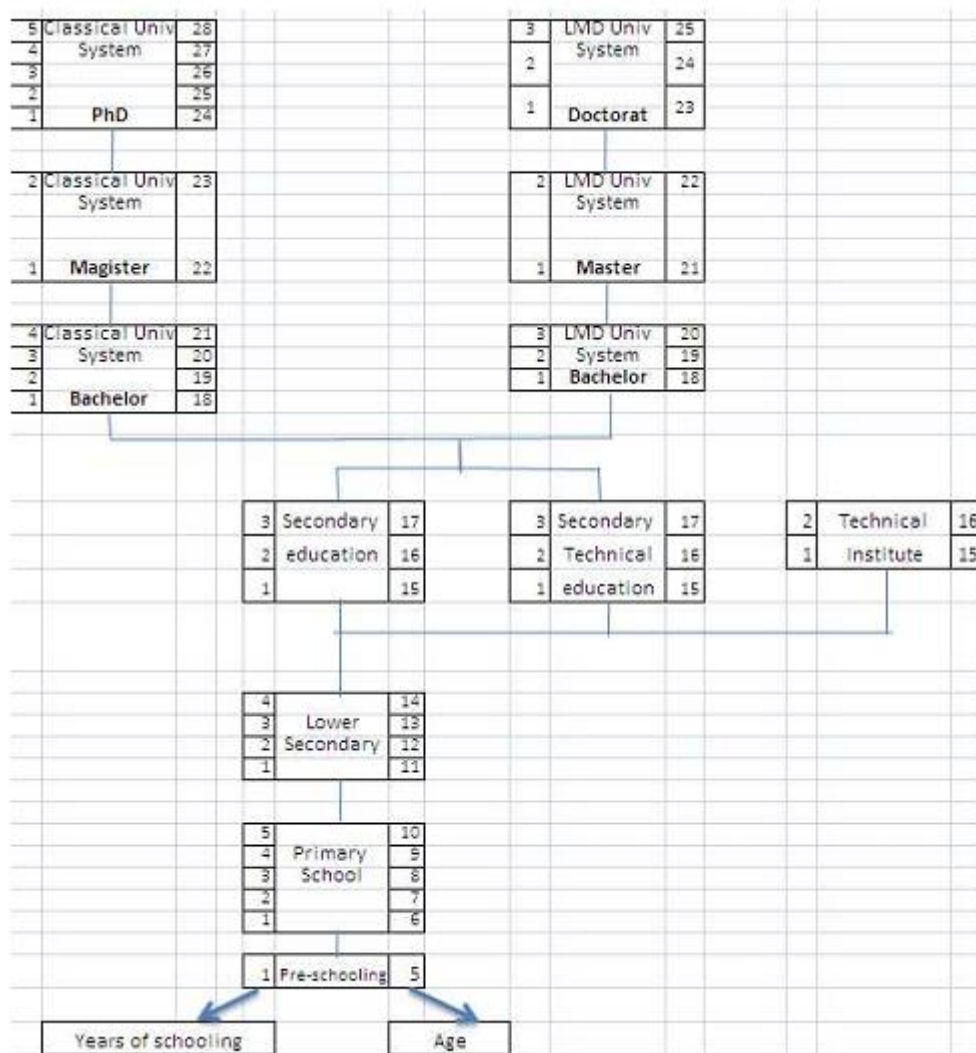 5 Classical Univ 28
4 System 27
3 26
2 25
1 PhD 24
3 LMD Univ 25
2 System 24
1 Doctorat 23
2 Classical Univ 23
System
1 Magister 22
2 LMD Univ 22
System
1 Master 21
4 Classical Univ 21
3 System 20
2 19
1 Bachelor 18
3 LMD Univ 20
2 System 19
1 Bachelor 18
3 Secondary 17
2 education 16
1 15
3 Secondary 17
2 Technical 16
1 education 15
2 Technical 16
1 Institute 15
4 14
3 Lower 13
2 Secondary 12
1 11
5 10
4 Primary 9
3 School 8
2 7
1 6
1 Pre-schooling 5
Years of schooling
Age